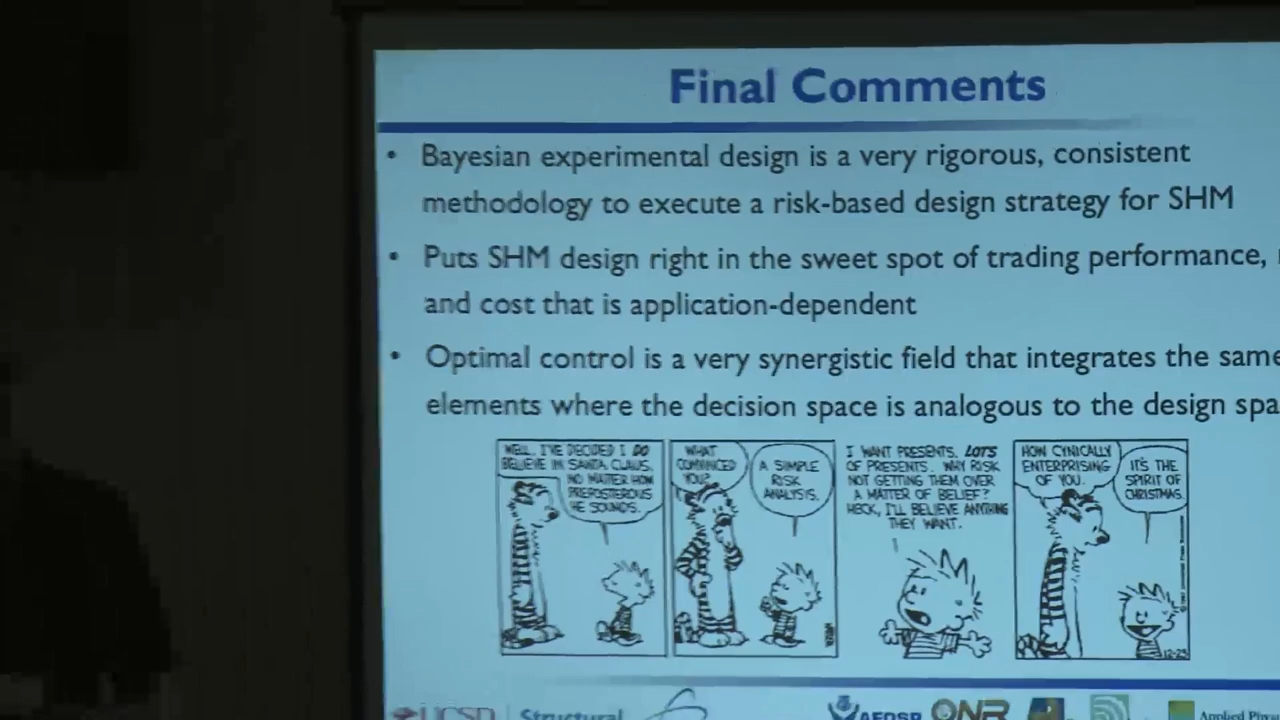 Final Comments
• Bayesian experimental design is a very rigorous, consistent
methodology to execute a risk-based design strategy for SHM
• Puts SHM design right in the sweet spot of trading performance,
and cost that is application-dependent
• Optimal control is a very synergistic field that integrates the same
elements where the decision space is analogous to the design spa
WELL, I'VE DECIDED I DO
BELIEVE IN SANTA CLAUS,
NO MATTER HOW
PREPOSTEROUS
HE SOUNDS.
WHAT
CONVINCED
YOU?
A SIMPLE
RISK
ANALYSIS.
I WANT PRESENTS. LOTS
OF PRESENTS. WHY RISK
NOT GETTING THEM OVER
A MATTER OF BELIEF?
HECK, I'LL BELIEVE ANYTHING
THEY WANT.
HOW CYNICALLY
ENTERPRISING
OF YOU.
IT'S THE
SPIRIT OF
CHRISTMAS.
12-23
UCSD Structural
AFOSR ONR
Applied